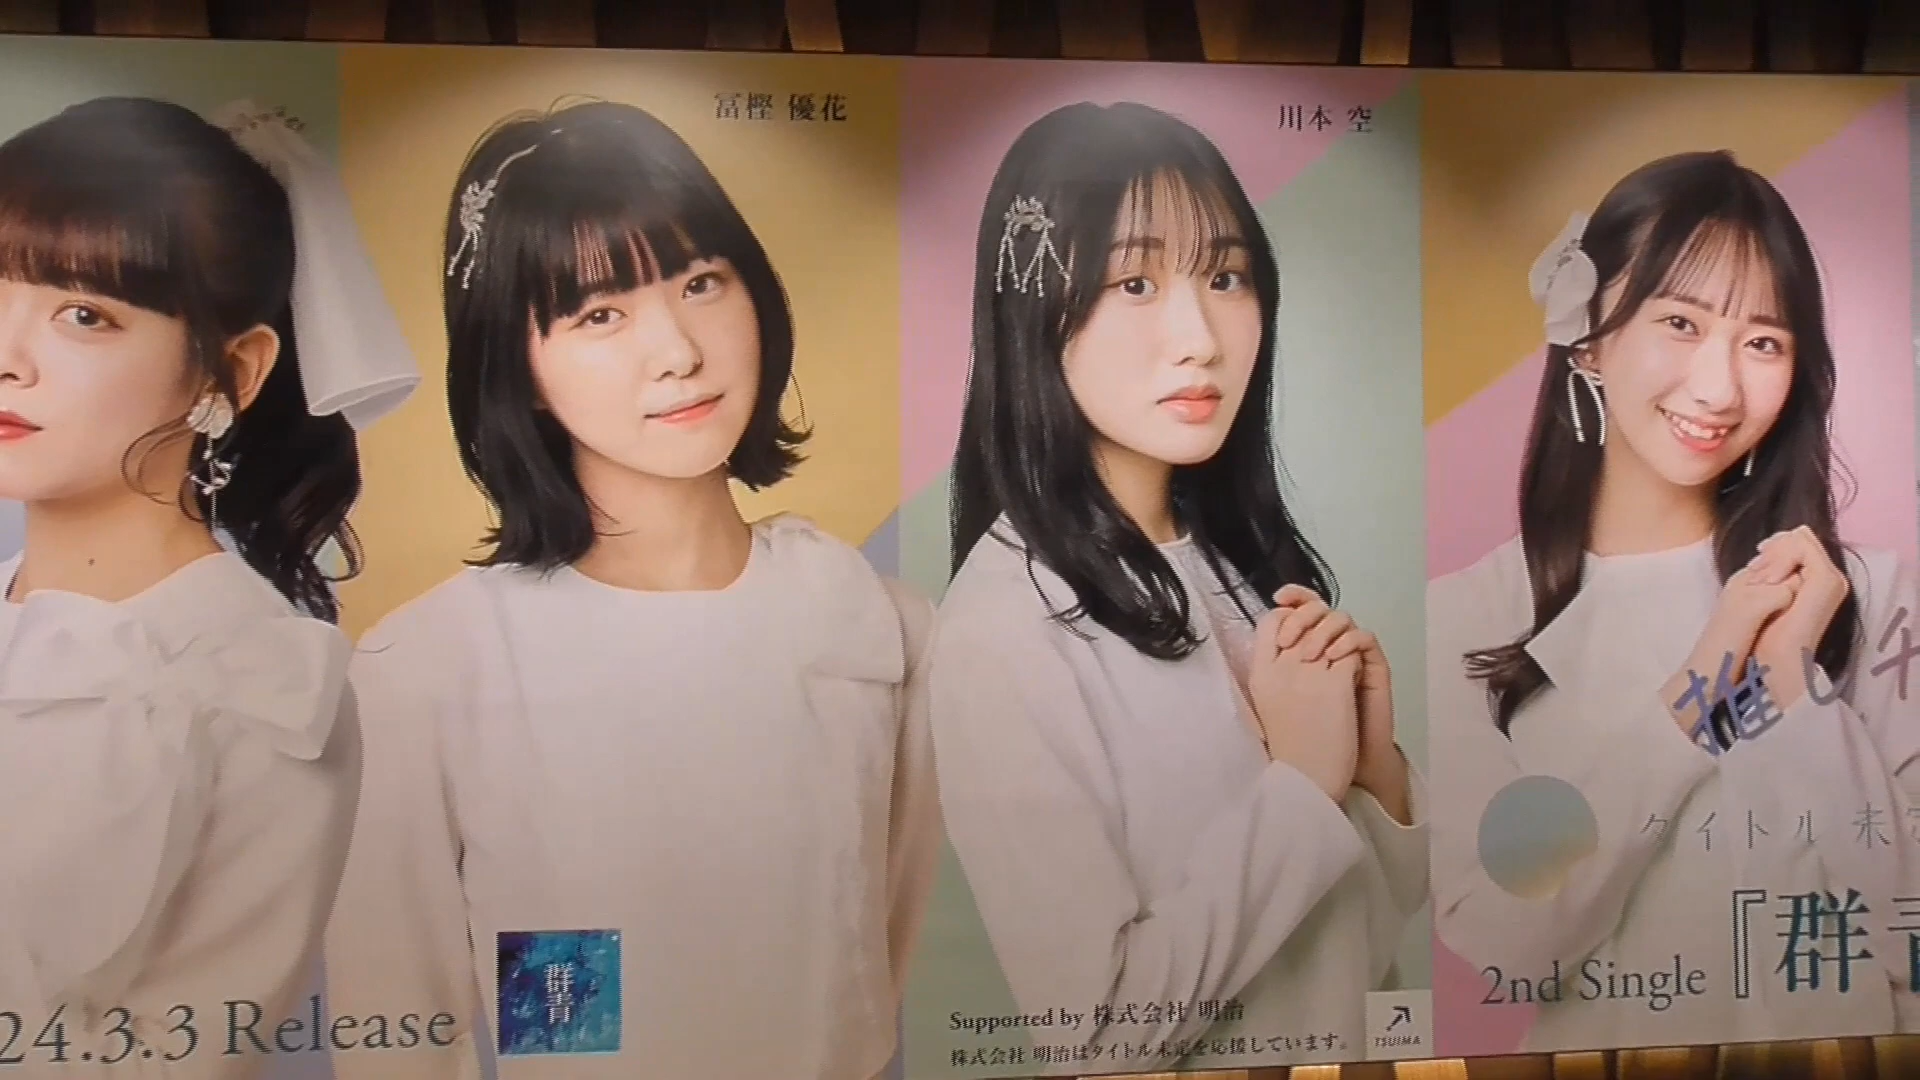 冨樫 優花
川本 空
推し
タイトル未定
2nd Single『群青
24.3.3 Release
群青
Supported by 株式会社 明治
株式会社 明治はタイトル未定を応援しています。
TSUIMA